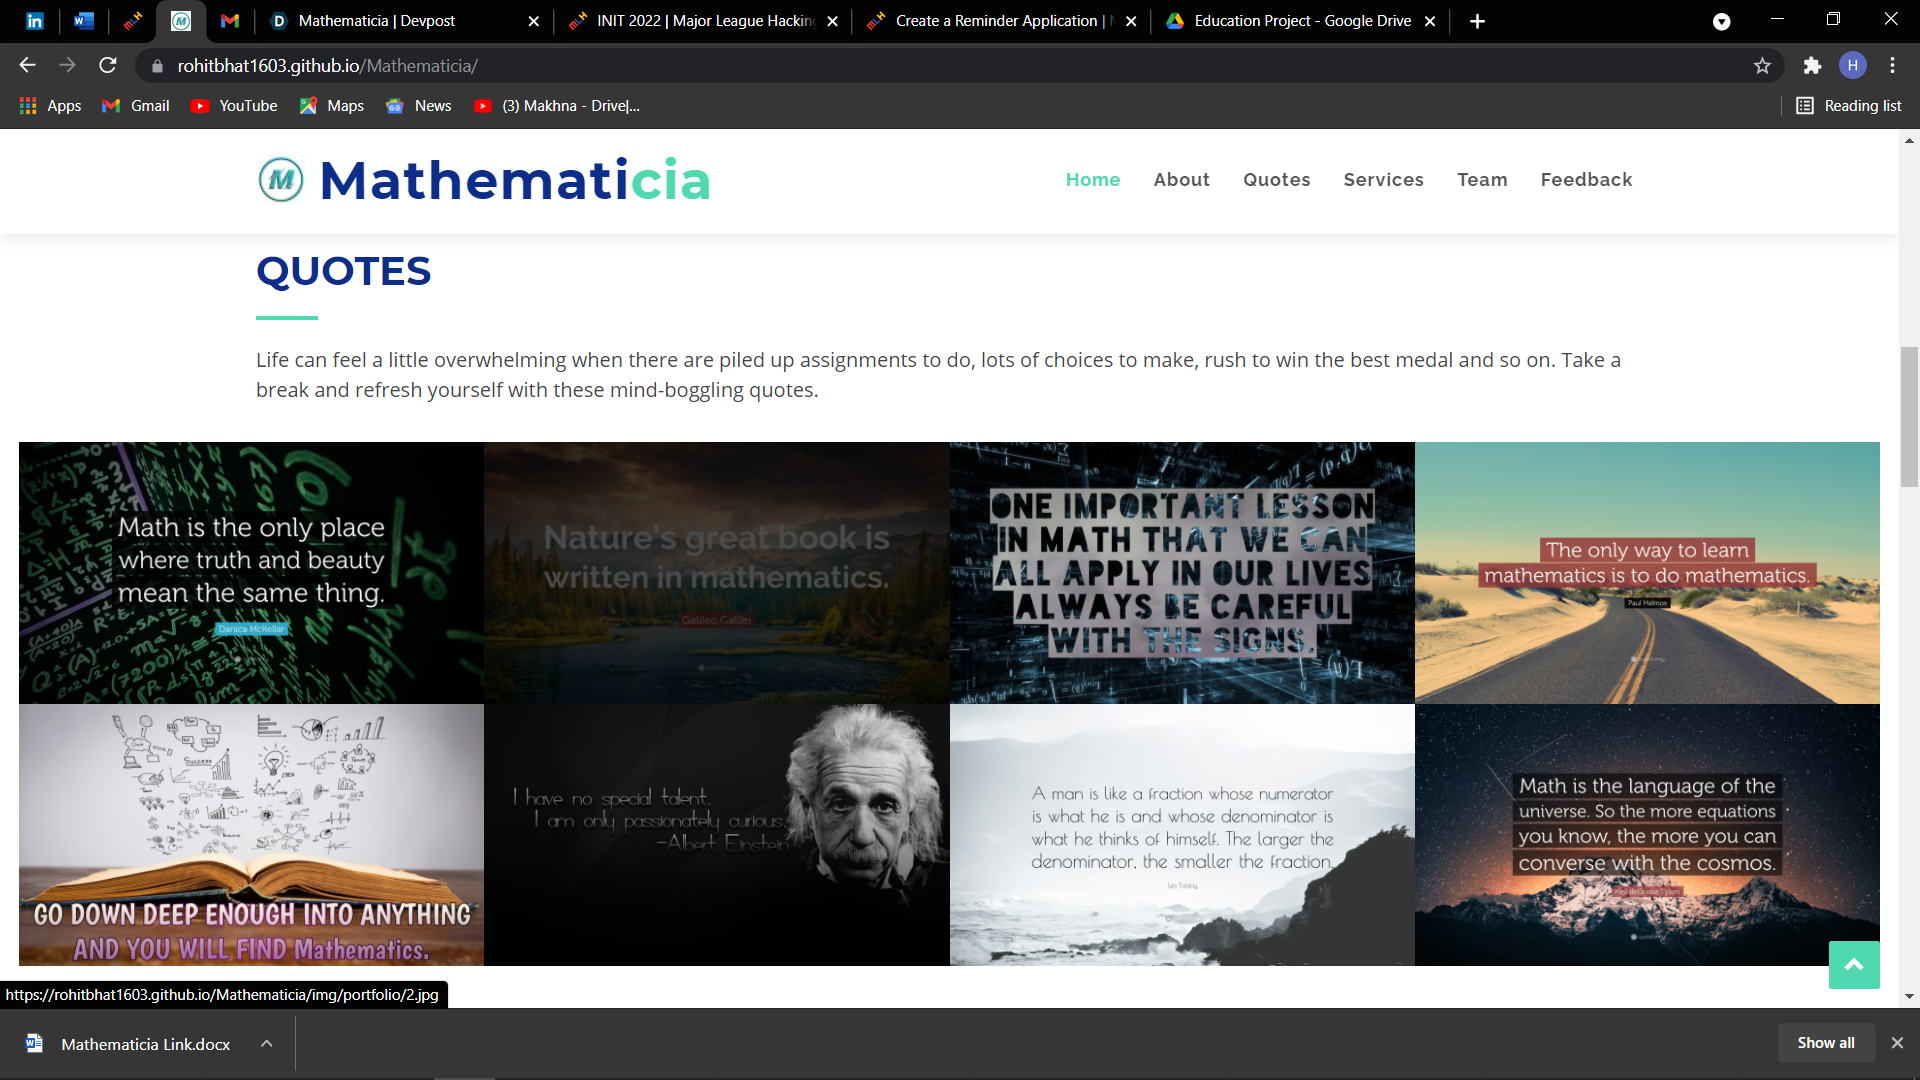 Mathematicia | Devpost
INIT 2022 | Major League Hacking
Create a Reminder Application |
Education Project - Google Drive
H
rohitbhat1603.github.io/Mathematicia/
Apps
Gmail
YouTube
Maps
News
(3) Makhna - Drive|...
Reading list
M
Mathematicia
Home
About
Quotes
Services
Team
Feedback
QUOTES
Life can feel a little overwhelming when there are piled up assignments to do, lots of choices to make, rush to win the best medal and so on. Take a
break and refresh yourself with these mind-boggling quotes.
Math is the only place
where truth and beauty
mean the same thing.
Danica McKellar
Nature's great book is
written in mathematics.
Galileo Galilei
ONE IMPORTANT LESSON
IN MATH THAT WE CAN
ALL APPLY IN OUR LIVES
ALWAYS BE CAREFUL
WITH THE SIGNS.
The only way to learn
mathematics is to do mathematics.
Paul Halmos
SUCCESS
IDEA
GO DOWN DEEP ENOUGH INTO ANYTHING
AND YOU WILL FIND Mathematics.
I have no special talent.
I am only passionately curious.
-Albert Einstein
A man is like a fraction whose numerator
is what he is and whose denominator is
what he thinks of himself. The larger the
denominator, the smaller the fraction.
Leo Tolstoy
Math is the language of the
universe. So the more equations
you know, the more you can
converse with the cosmos.
Neil deGrasse Tyson
https://rohitbhat1603.github.io/Mathematicia/img/portfolio/2.jpg
Mathematicia Link.docx
Show all